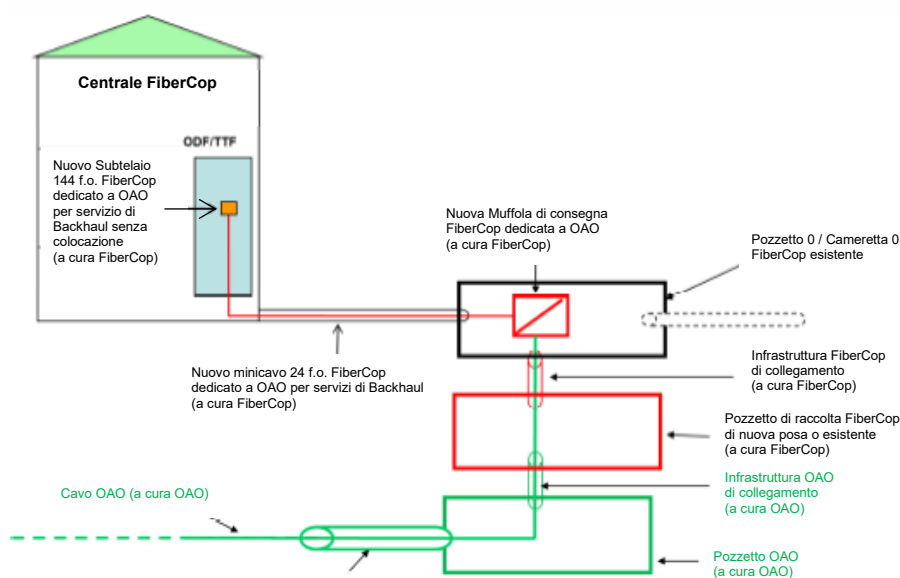 Centrale FiberCop
ODF/TTF
Nuovo Subtelaio
144 f.o. FiberCop
dedicato a OAO
per servizio di
Backhaul senza
colocazione
(a cura FiberCop)
Nuova Muffola di consegna
FiberCop dedicata a OAO
(a cura FiberCop)
Pozzetto 0 / Cameretta 0
FiberCop esistente
Nuovo minicavo 24 f.o. FiberCop
dedicato a OAO per servizi di Backhaul
(a cura FiberCop)
Infrastruttura FiberCop
di collegamento
(a cura FiberCop)
Pozzetto di raccolta FiberCop
di nuova posa o esistente
(a cura FiberCop)
Cavo OAO (a cura OAO)
Infrastruttura OAO
di collegamento
(a cura OAO)
Pozzetto OAO
(a cura OAO)